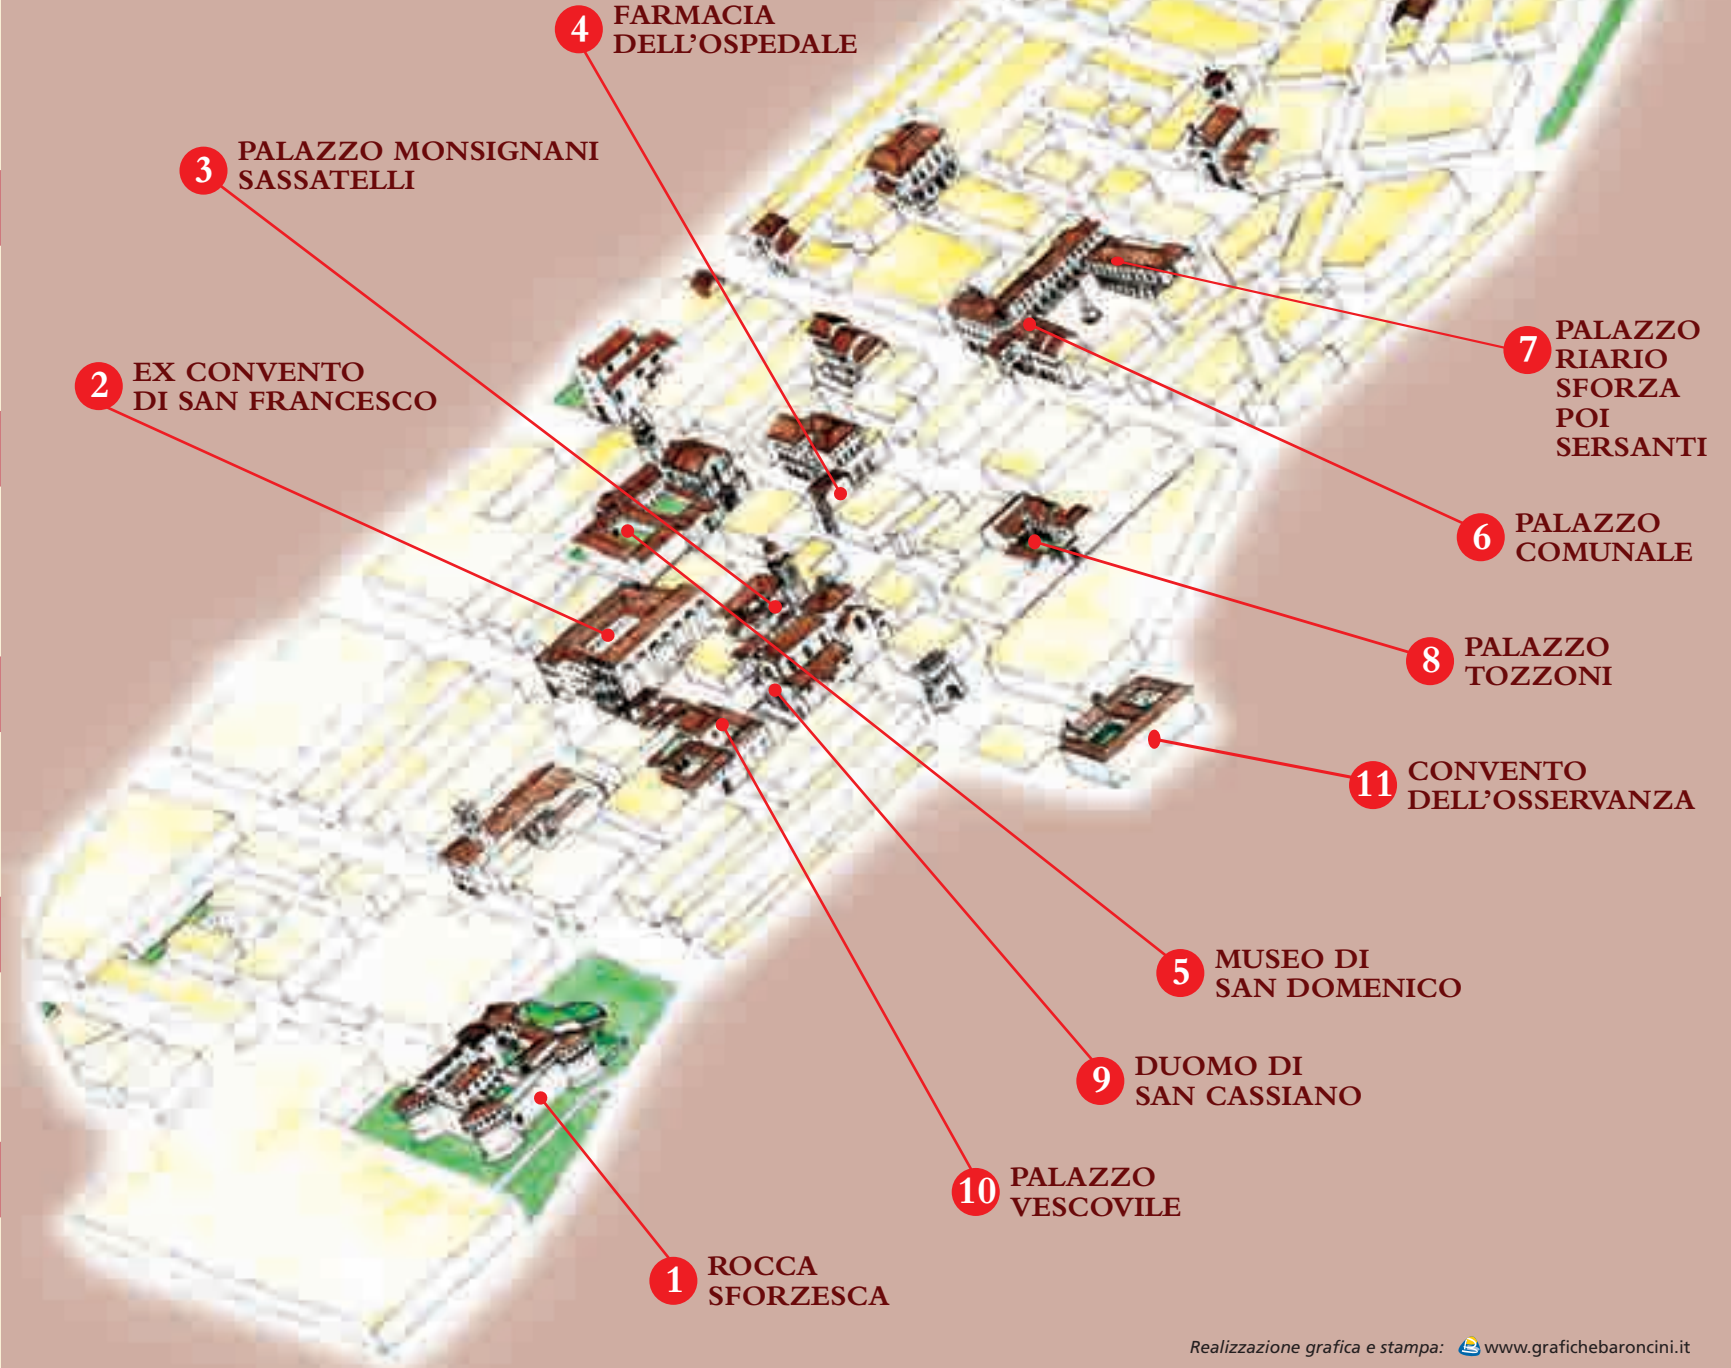 4 FARMACIA
DELL'OSPEDALE
3 PALAZZO MONSIGNANI
SASSATELLI
2 EX CONVENTO
DI SAN FRANCESCO
7 PALAZZO
RIARIO
SFORZA
POI
SERSANTI
6 PALAZZO
COMUNALE
8 PALAZZO
TOZZONI
11 CONVENTO
DELL'OSSERVANZA
5 MUSEO DI
SAN DOMENICO
9 DUOMO DI
SAN CASSIANO
10 PALAZZO
VESCOVILE
1 ROCCA
SFORZESCA
Realizzazione grafica e stampa: www.grafichebaroncini.it